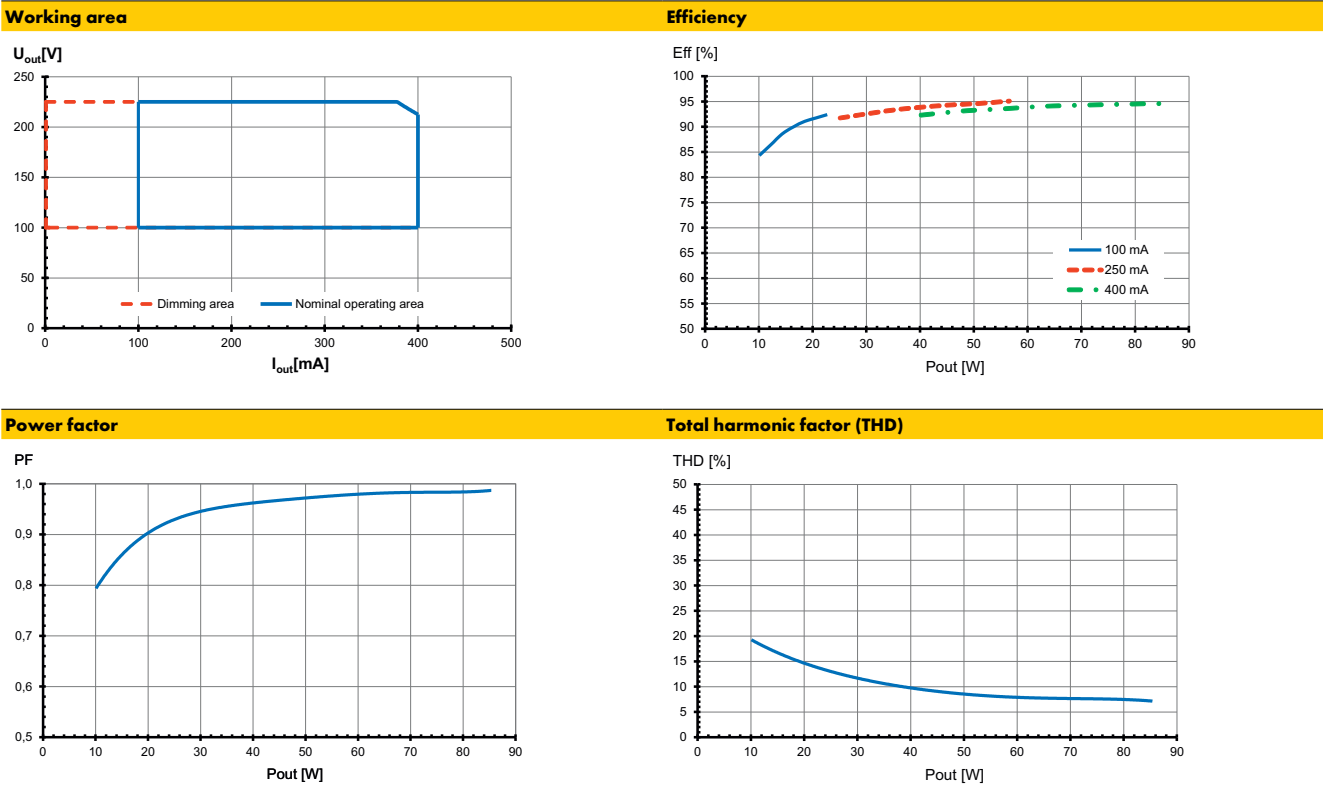 Working area
Efficiency
Uout[V]
250
200
150
100
50
0
0 100 200 300 400 500
Dimming area
Nominal operating area
Iout[mA]
Eff [%]
100
95
90
85
80
75
70
65
60
55
50
0 10 20 30 40 50 60 70 80 90
100 mA
250 mA
400 mA
Pout [W]
Power factor
Total harmonic factor (THD)
PF
1,0
0,9
0,8
0,7
0,6
0,5
0 10 20 30 40 50 60 70 80 90
Pout [W]
THD [%]
50
45
40
35
30
25
20
15
10
5
0
0 10 20 30 40 50 60 70 80 90
Pout [W]